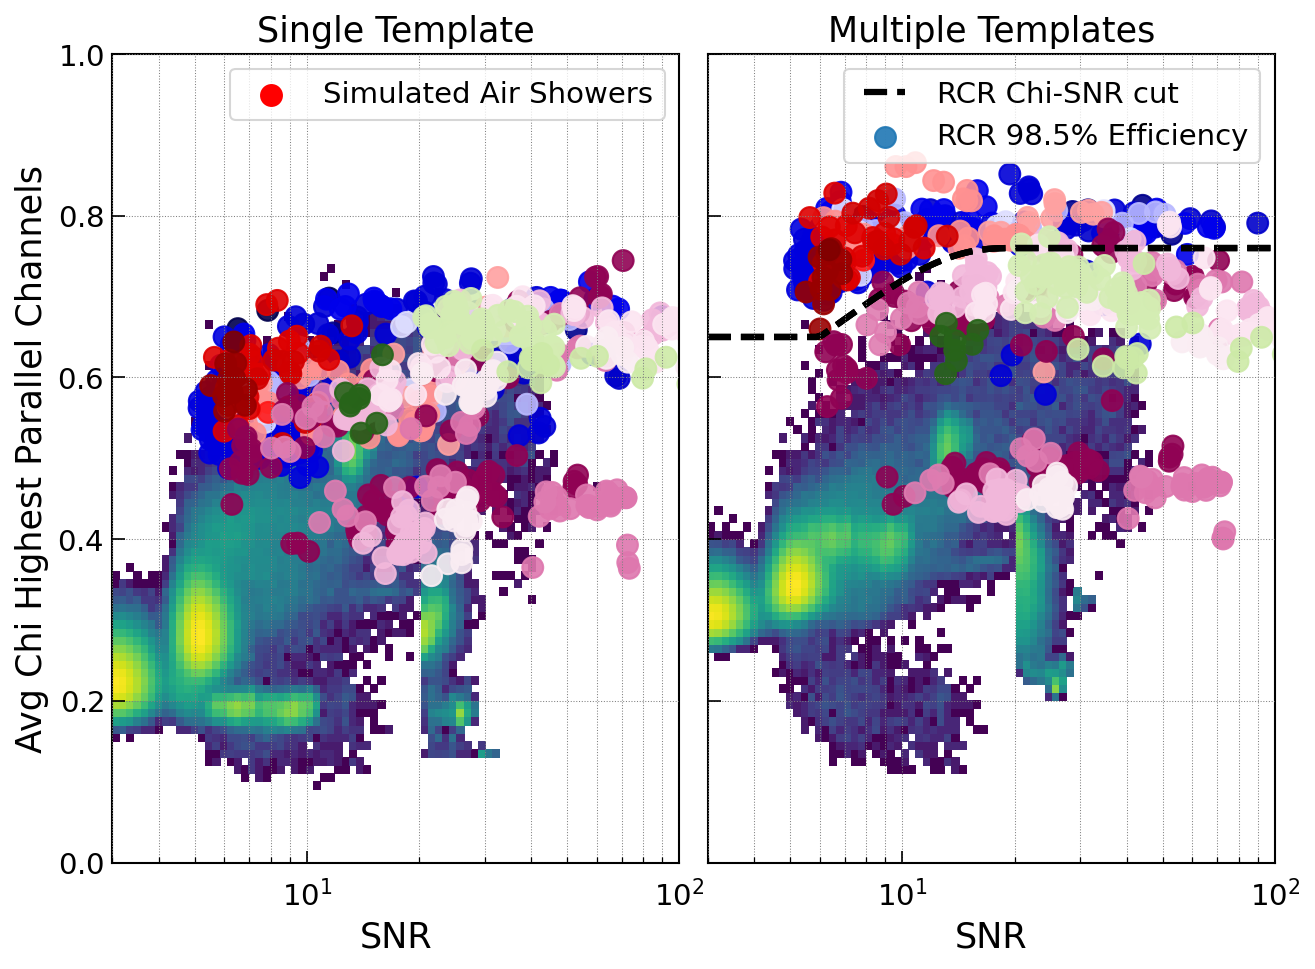 Single Template
Multiple Templates
Simulated Air Showers
RCR Chi-SNR cut
RCR 98.5% Efficiency
Avg Chi Highest Parallel Channels
1.0
0.8
0.6
0.4
0.2
0.0
10¹
10²
10¹
10²
SNR
SNR